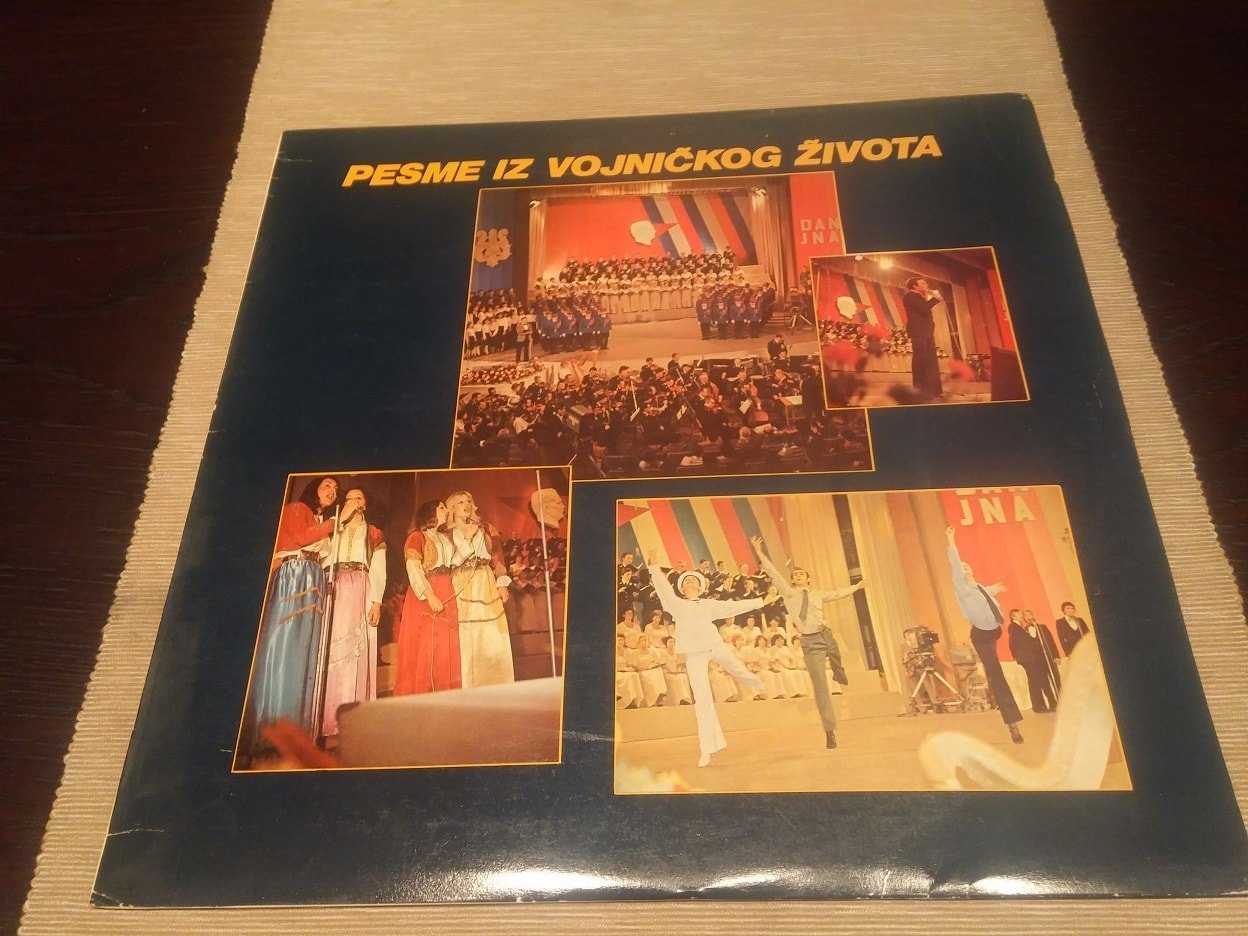 PESME IZ VOJNIČKOG ŽIVOTA
DAN
JNA
JNA